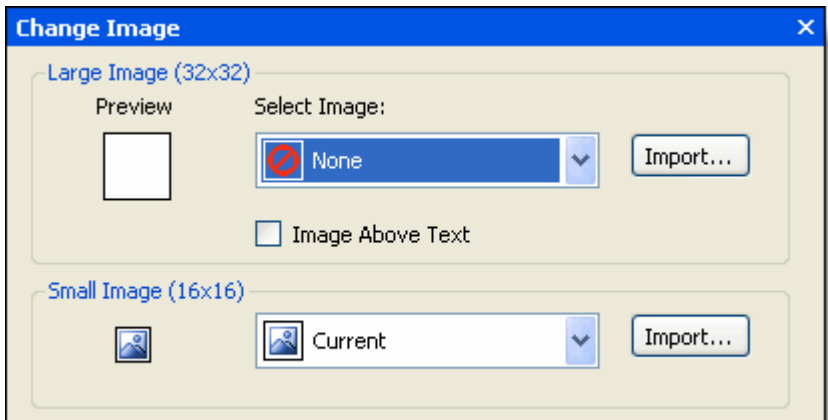 Change Image
Large Image (32x32)
Preview
Select Image:
None
Import...
Image Above Text
Small Image (16x16)
Current
Import...